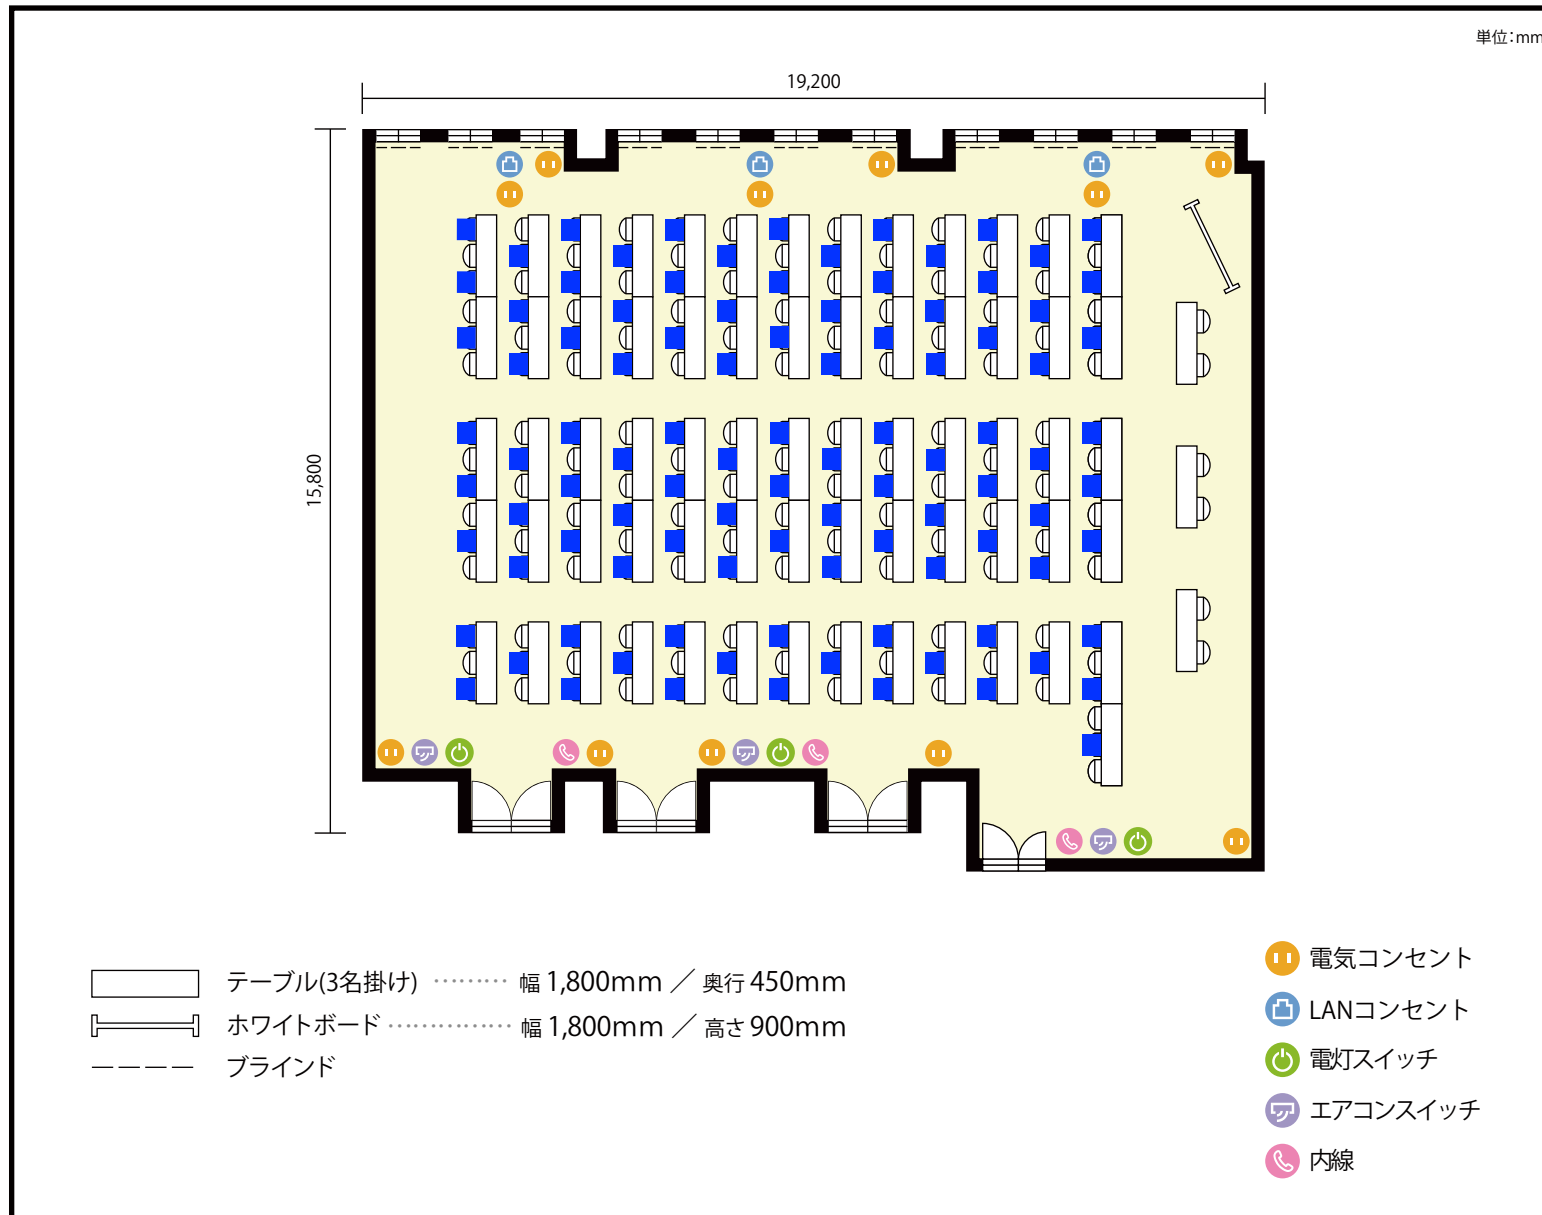 単位:mm
19,200
15,800
テーブル(3名掛け) ········ 幅 1,800mm ／ 奥行 450mm
ホワイトボード ·············· 幅 1,800mm ／ 高さ 900mm
ブラインド
電気コンセント
LANコンセント
電灯スイッチ
エアコンスイッチ
内線